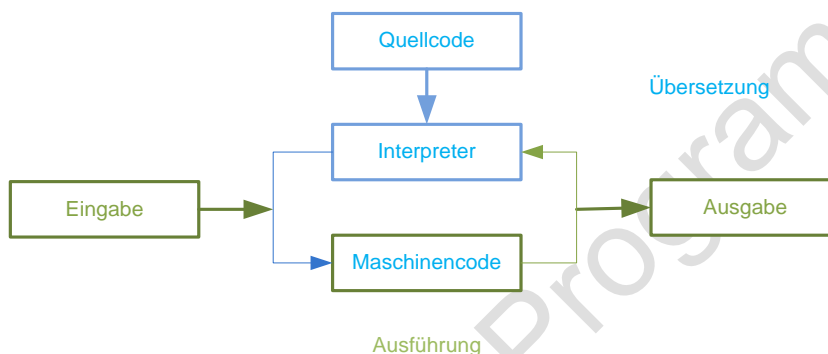 Quellcode
Übersetzung
Interpreter
Eingabe
Ausgabe
Maschinencode
Ausführung
Program